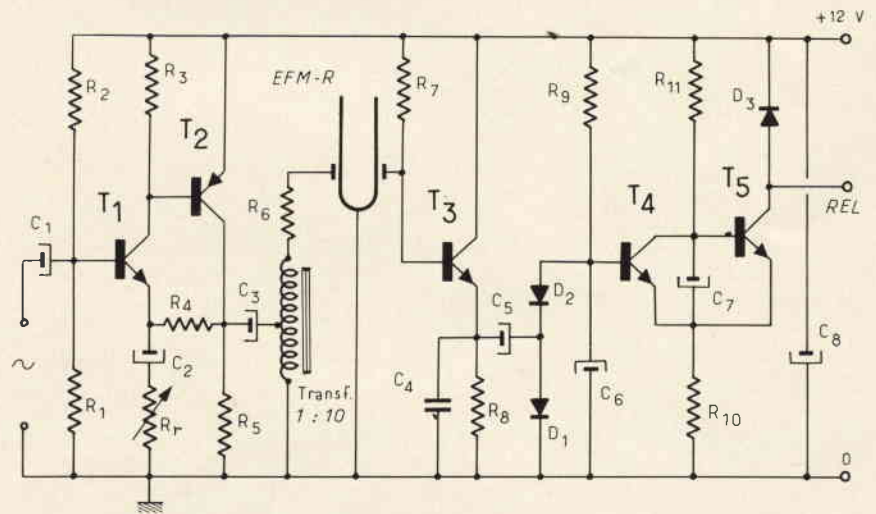 +12 V
R2
R3
EFM-R
R7
R9
R11
D3
T2
T1
T3
T4
T5
REL
C1
R6
R4
C3
C5
D2
C7
C2
C8
Transf.
1 : 10
C4
C6
R1
Rr
R5
R8
D1
R10
0
~